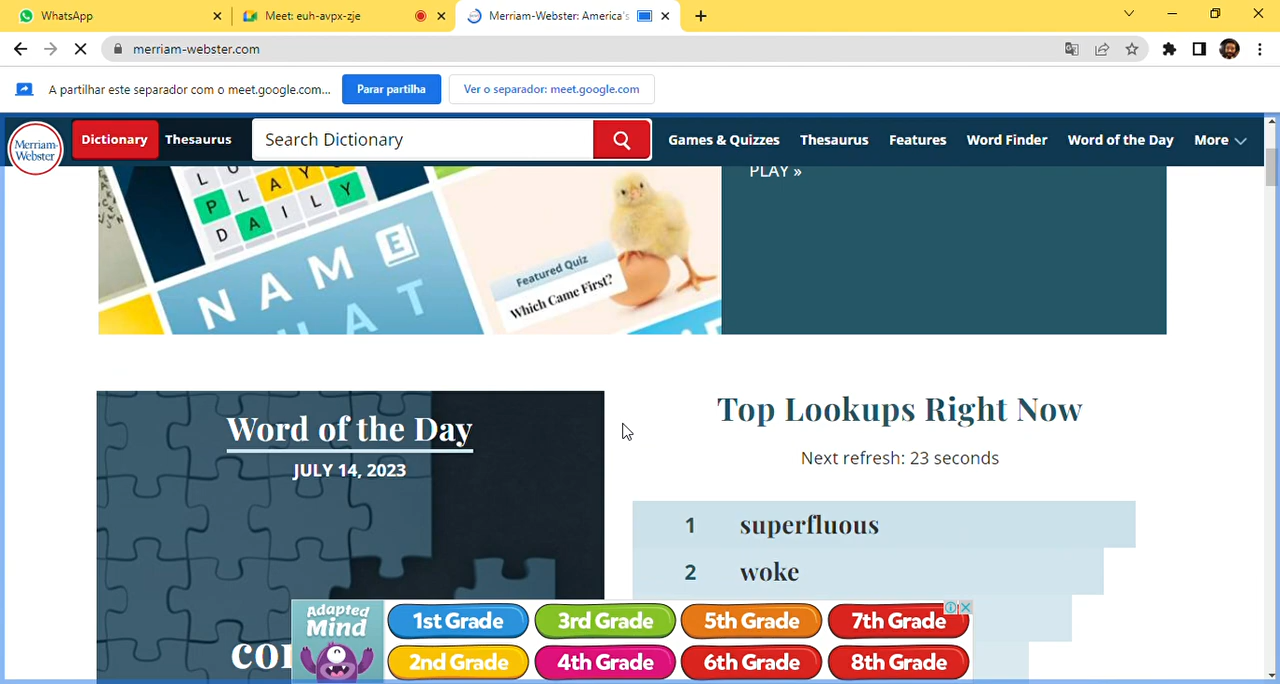 WhatsApp
Meet: euh-avpx-zje
Merriam-Webster: America's
merriam-webster.com
A partilhar este separador com o meet.google.com...
Parar partilha
Ver o separador: meet.google.com
Merriam-
Webster
Dictionary
Thesaurus
Search Dictionary
Games & Quizzes
Thesaurus
Features
Word Finder
Word of the Day
More
PLAY »
PLAY
DAILY
NAME
Featured Quiz
Which Came First?
Word of the Day
JULY 14, 2023
Top Lookups Right Now
Next refresh: 23 seconds
1 superfluous
2 woke
Adapted
Mind
1st Grade
3rd Grade
5th Grade
7th Grade
2nd Grade
4th Grade
6th Grade
8th Grade